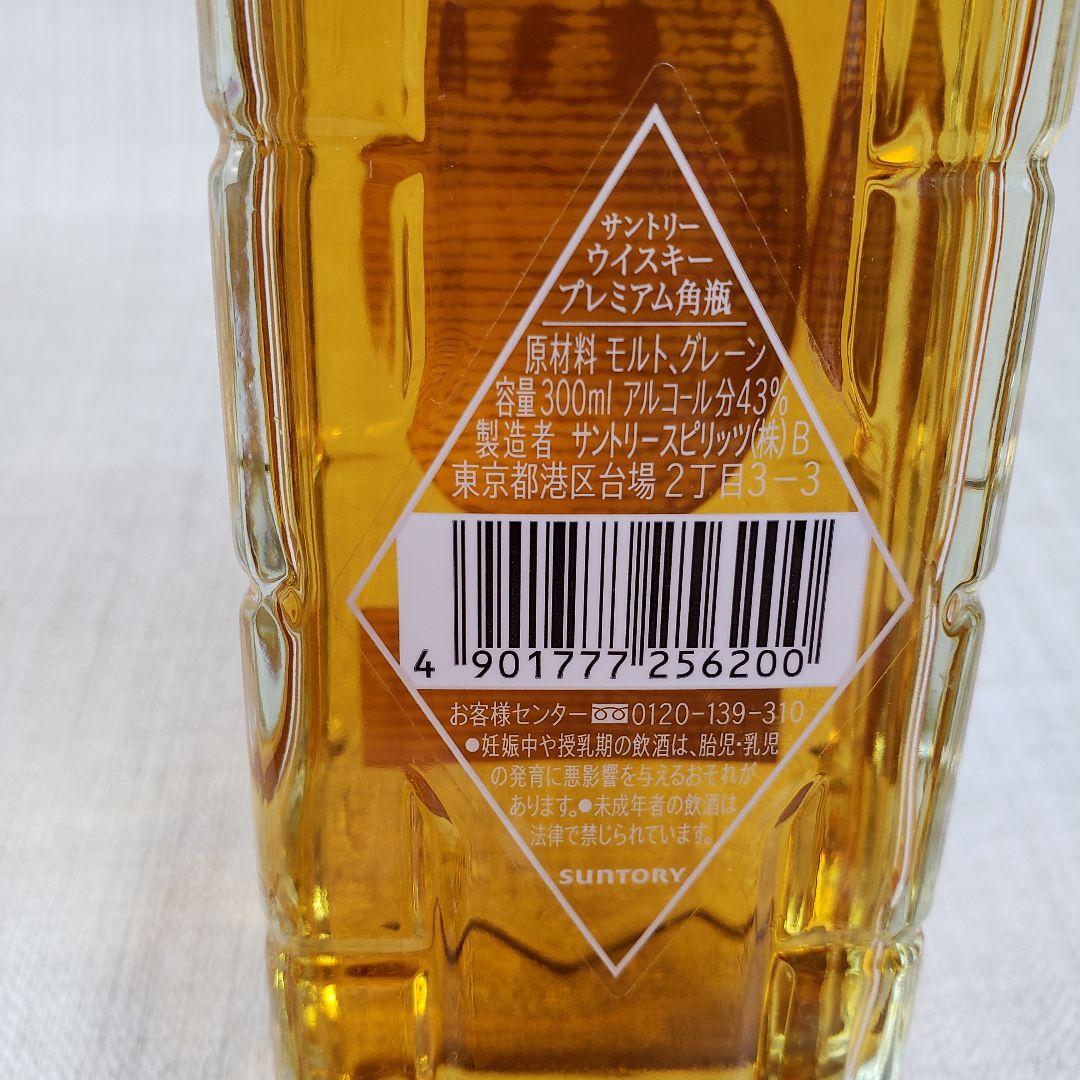 サントリー
ウイスキー
プレミアム角瓶
原材料 モルト、グレーン
容量300ml アルコール分43%
製造者 サントリースピリッツ(株)B
東京都港区台場2丁目3-3
4 901777 256200
お客様センター 0120-139-310
●妊娠中や授乳期の飲酒は、胎児・乳児
の発育に悪影響を与えるおそれが
あります。●未成年者の飲酒は
法律で禁じられています。
SUNTORY